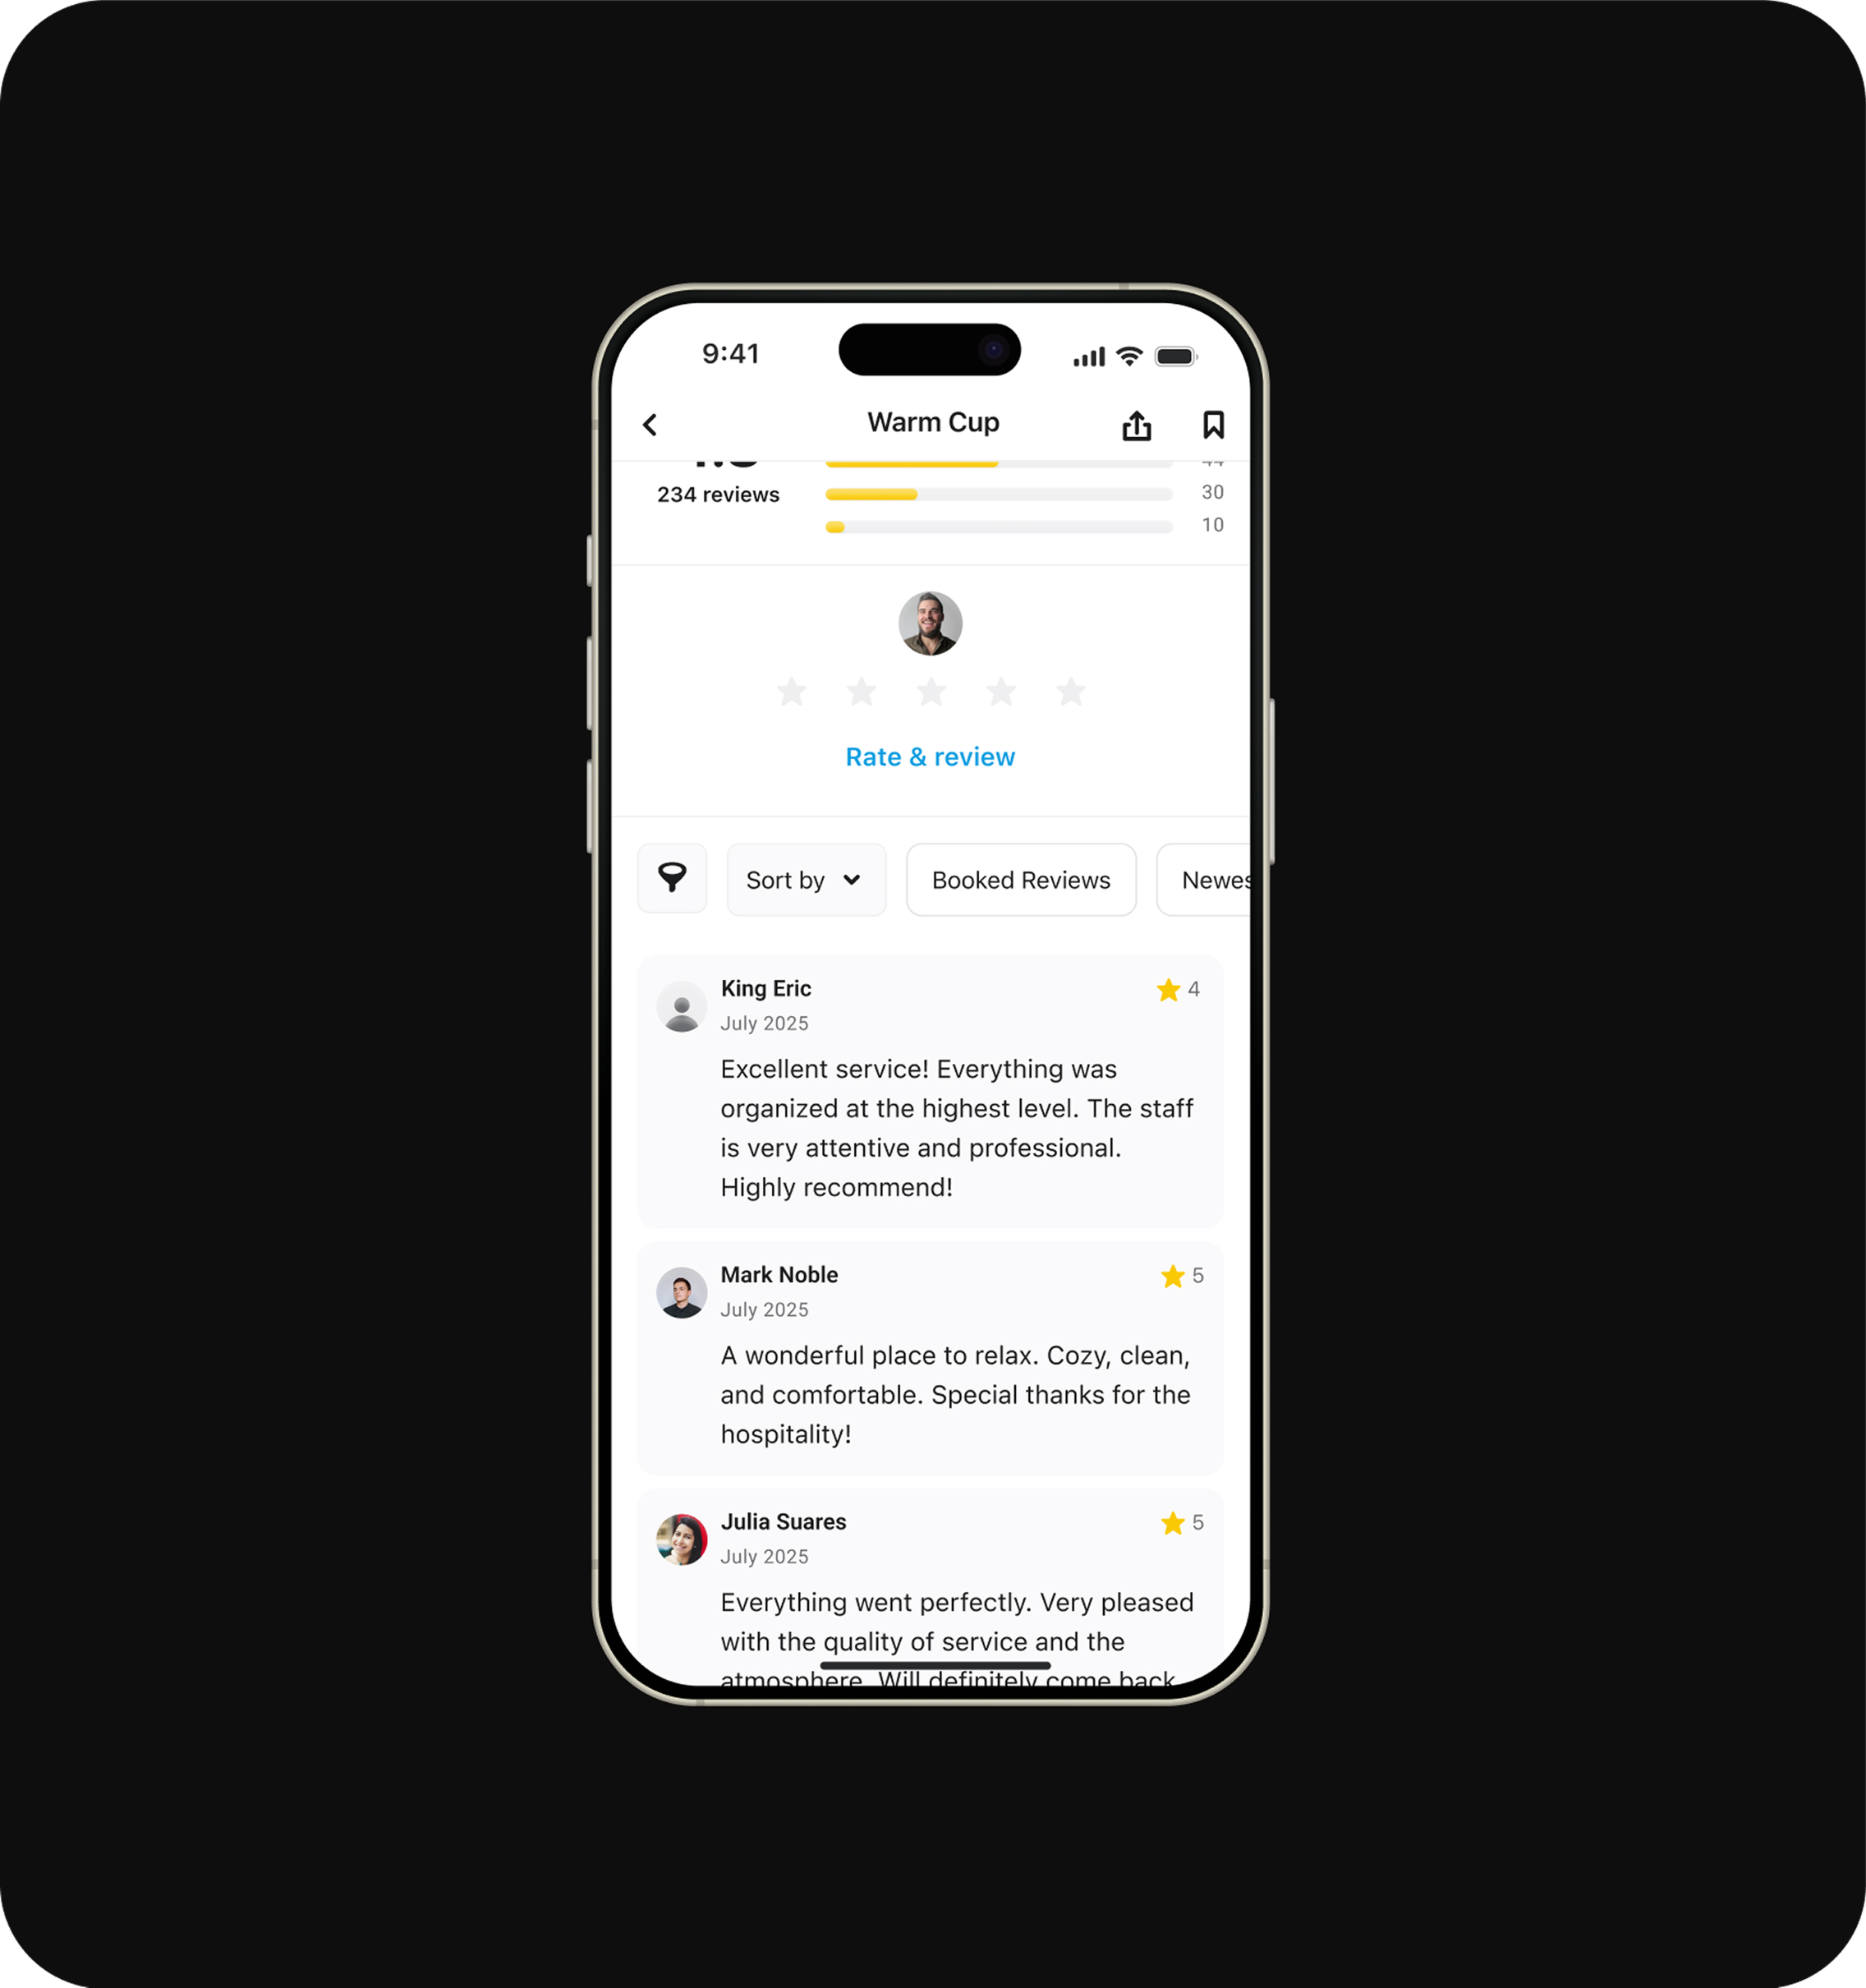 9:41
Warm Cup
44
234 reviews
30
10
Rate & review
Sort by
Booked Reviews
Newes
King Eric
4
July 2025
Excellent service! Everything was
organized at the highest level. The staff
is very attentive and professional.
Highly recommend!
Mark Noble
5
July 2025
A wonderful place to relax. Cozy, clean,
and comfortable. Special thanks for the
hospitality!
Julia Suares
5
July 2025
Everything went perfectly. Very pleased
with the quality of service and the
atmosphere. Will definitely come back